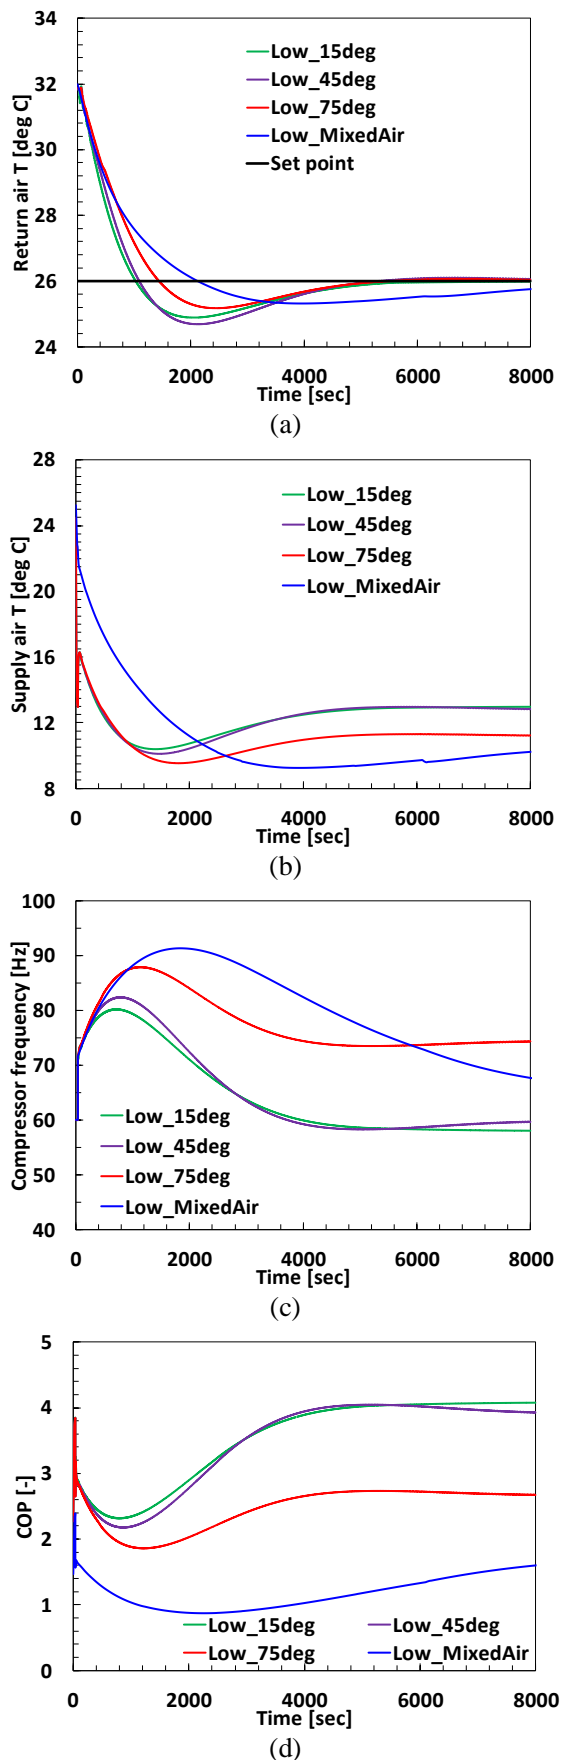 Return air T [deg C]
34
32
30
28
26
24
Low_15deg
Low_45deg
Low_75deg
Low_MixedAir
Set point
0 2000 4000 6000 8000
Time [sec]
(a)
Supply air T [deg C]
28
24
20
16
12
8
Low_15deg
Low_45deg
Low_75deg
Low_MixedAir
0 2000 4000 6000 8000
Time [sec]
(b)
Compressor frequency [Hz]
100
90
80
70
60
50
40
Low_15deg
Low_45deg
Low_75deg
Low_MixedAir
0 2000 4000 6000 8000
Time [sec]
(c)
COP [-]
5
4
3
2
1
0
Low_15deg Low_45deg
Low_75deg Low_MixedAir
0 2000 4000 6000 8000
Time [sec]
(d)